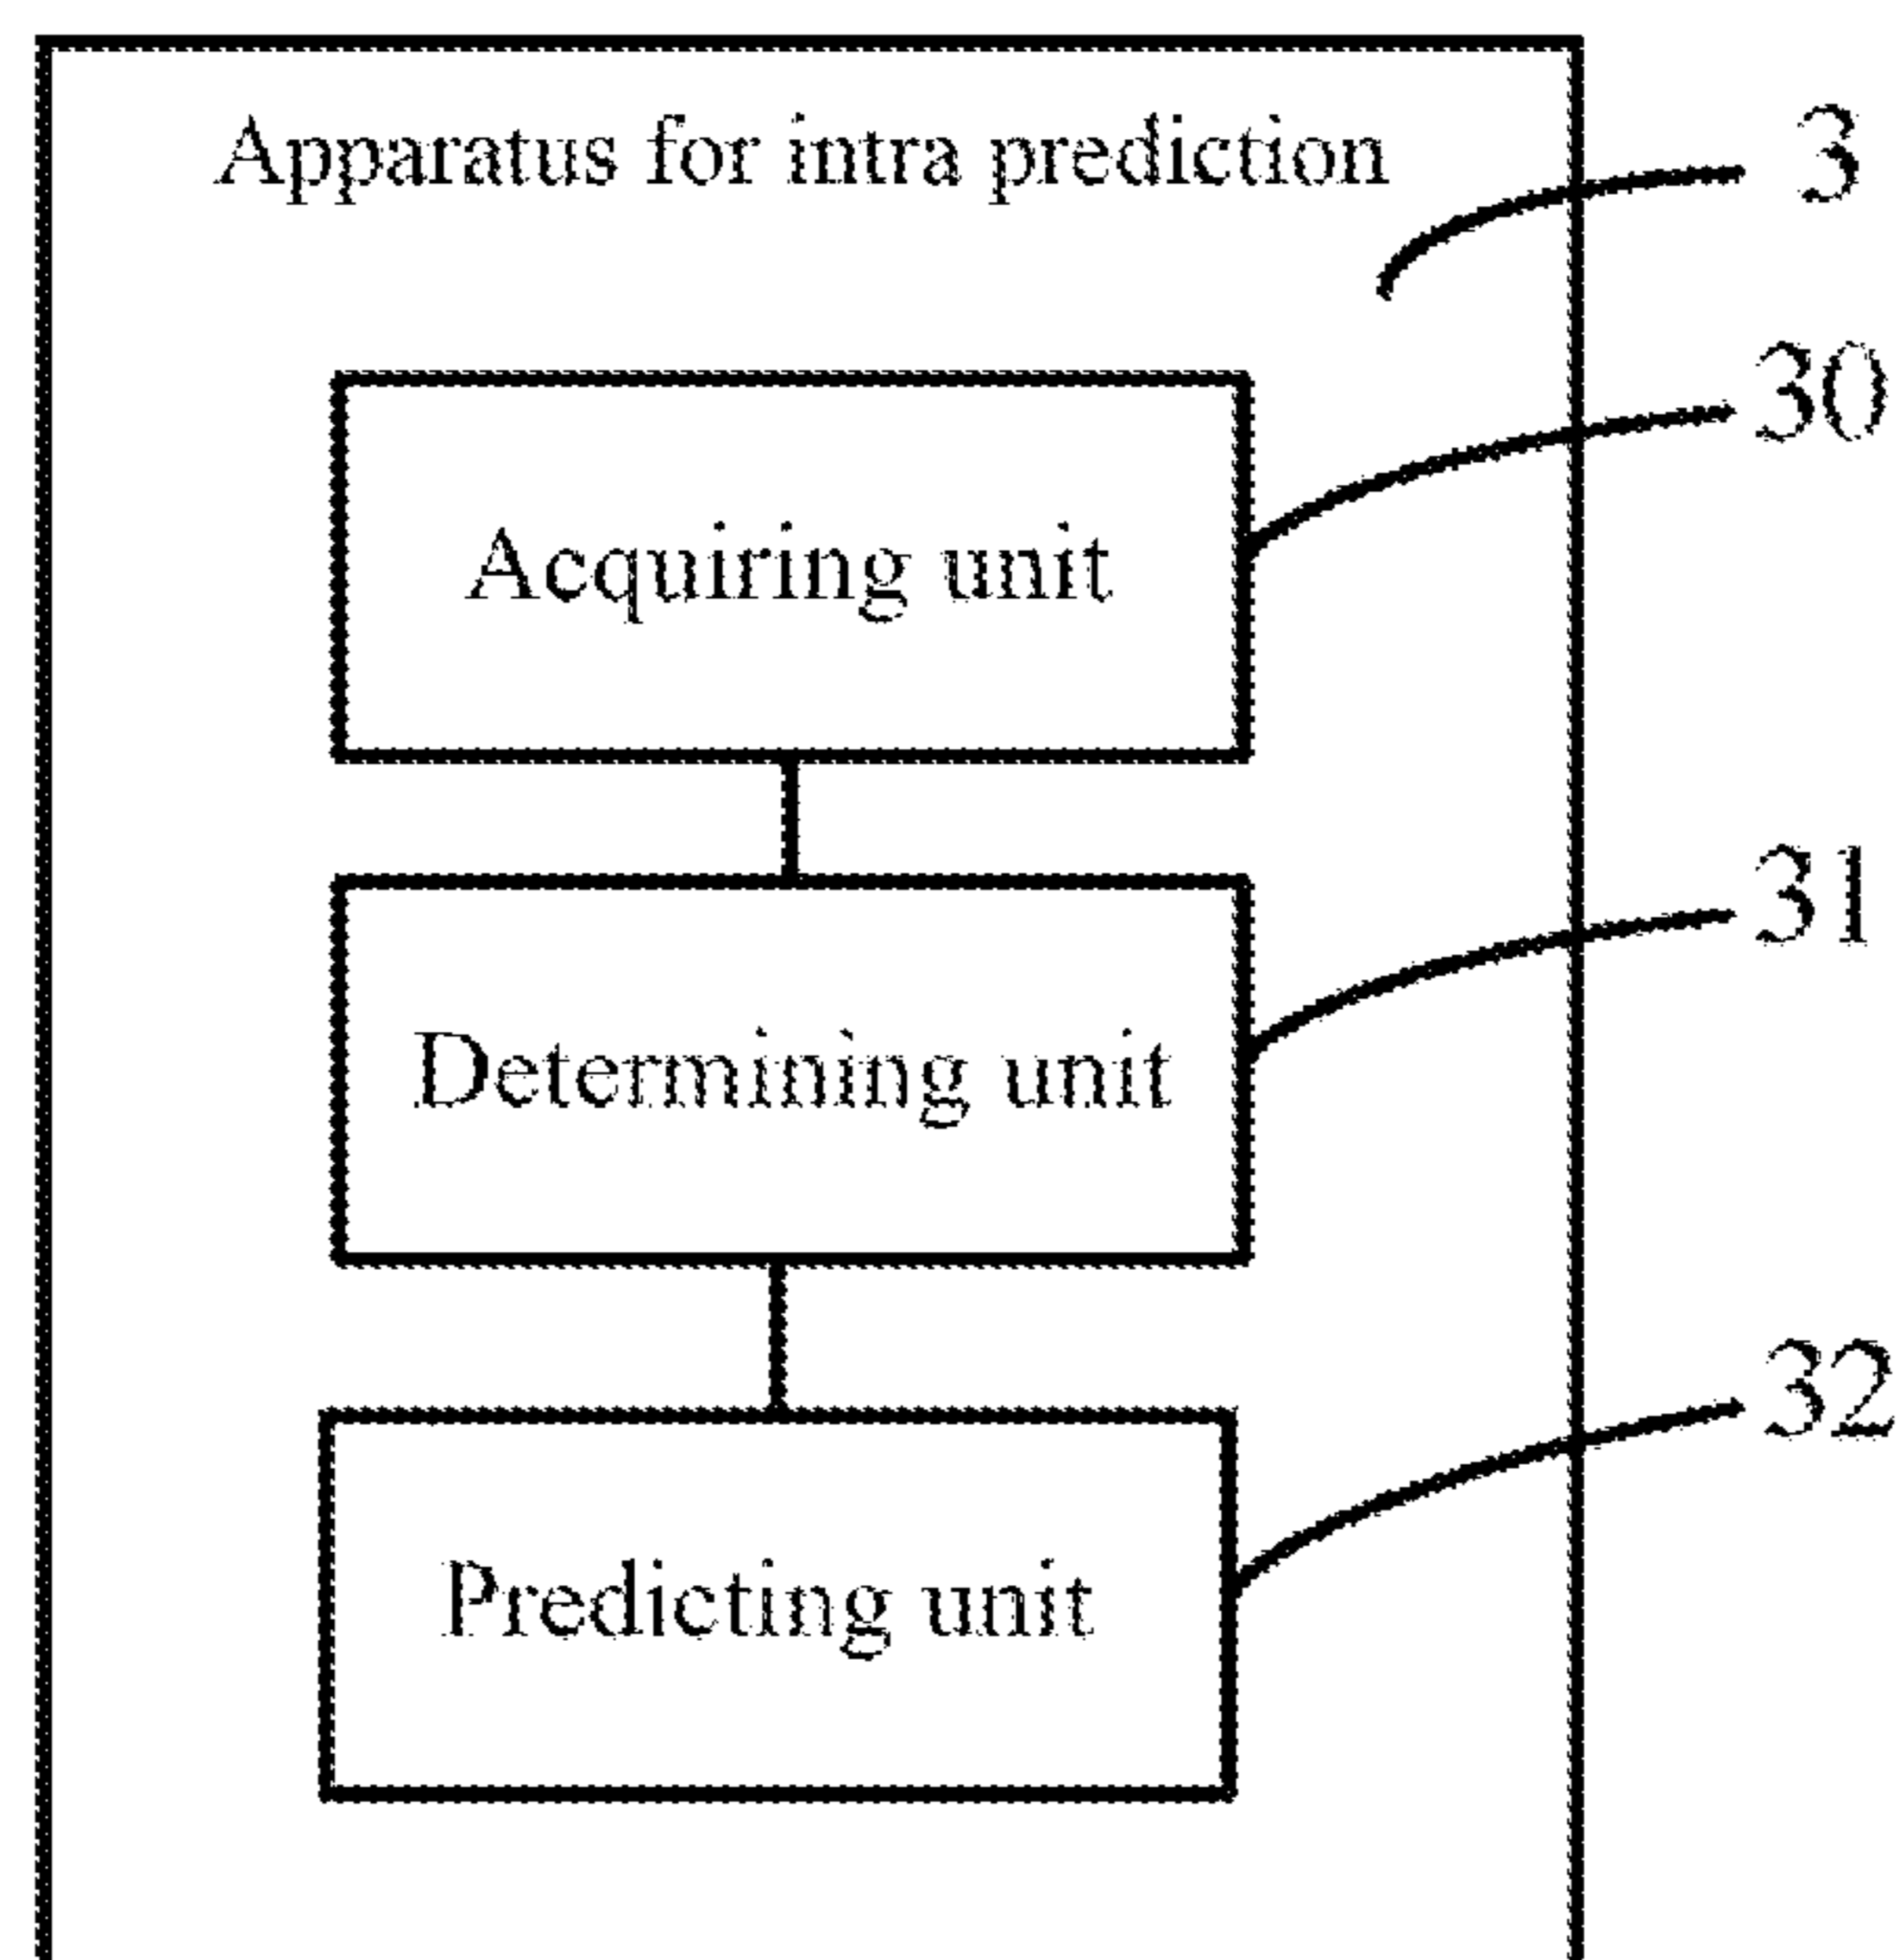 Apparatus for intra prediction
3
30
Acquiring unit
31
Determining unit
32
Predicting unit